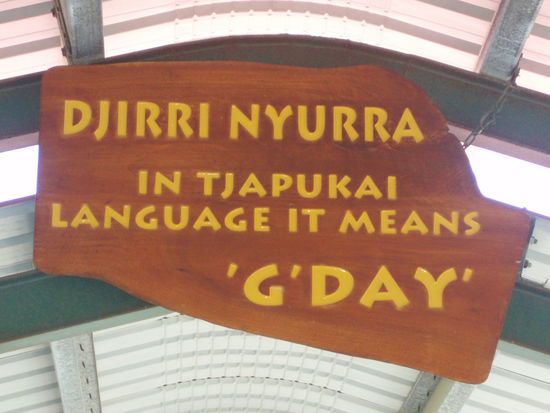 DJIRRI NYURRA
IN TJAPUKAI
LANGUAGE IT MEANS
'G'DAY'